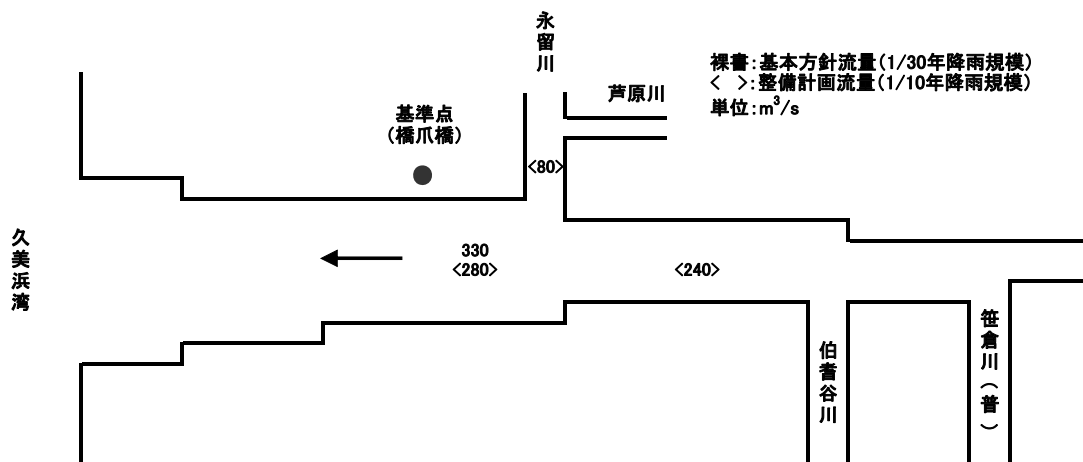 永留川
芦原川
裸書:基本方針流量(1/30年降雨規模)
< >:整備計画流量(1/10年降雨規模)
単位:m³/s
基準点
(橋爪橋)
<80>
久美浜湾
330
<280>
<240>
伯耆谷川
笹倉川(普)